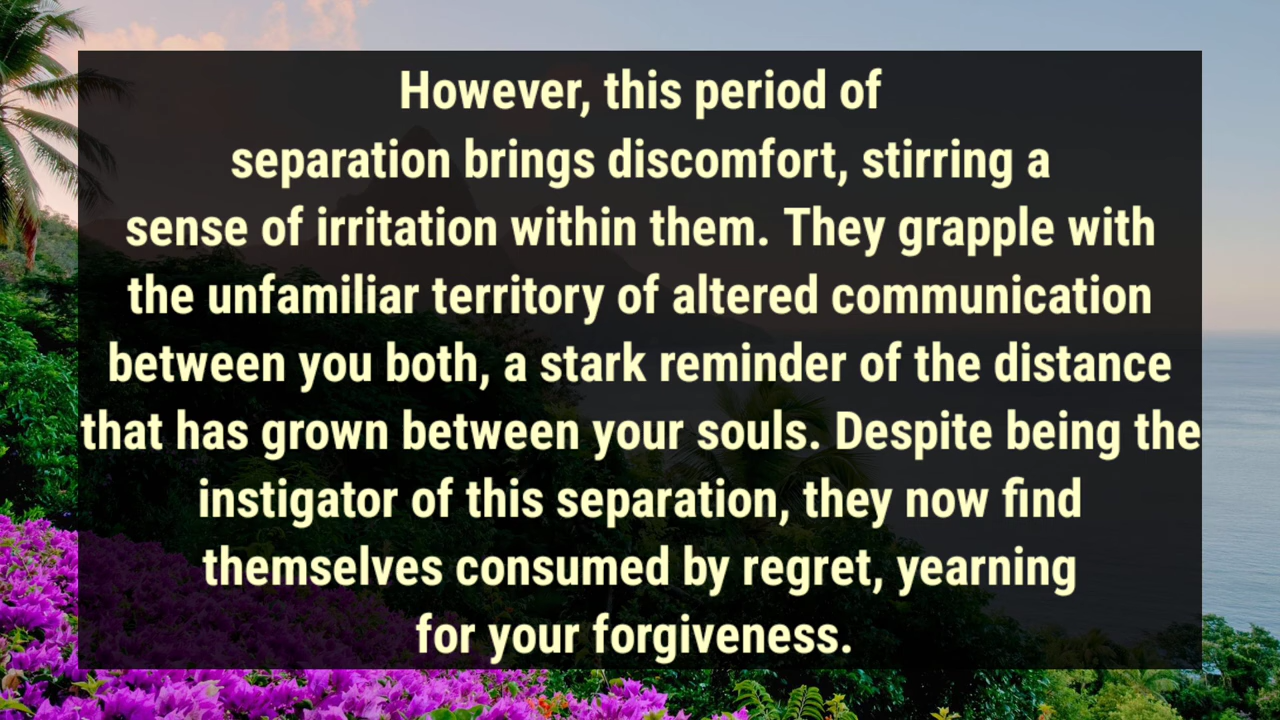 However, this period of
separation brings discomfort, stirring a
sense of irritation within them. They grapple with
the unfamiliar territory of altered communication
between you both, a stark reminder of the distance
that has grown between your souls. Despite being the
instigator of this separation, they now find
themselves consumed by regret, yearning
for your forgiveness.